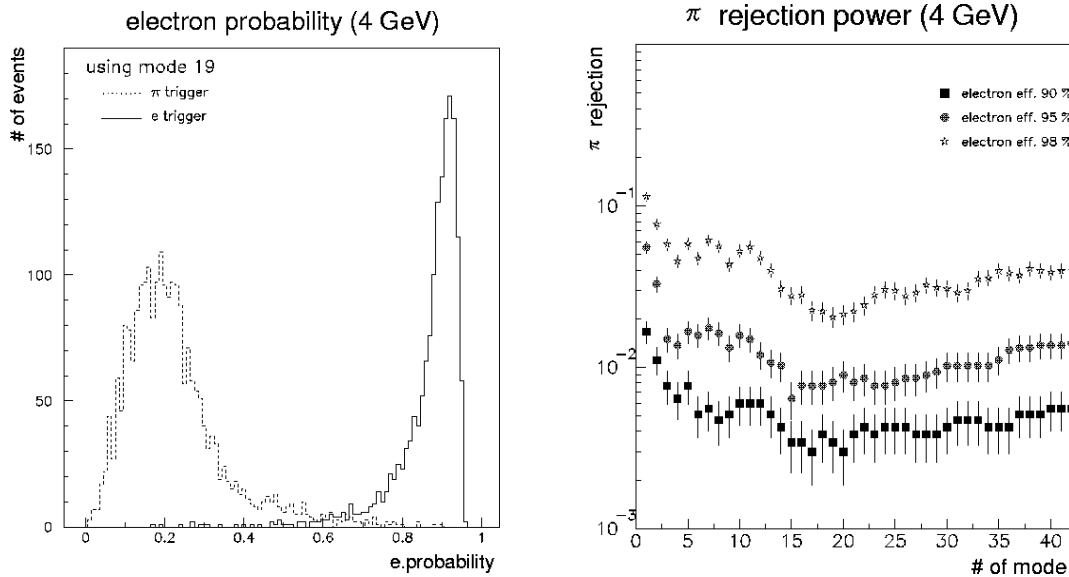 electron probability (4 GeV)
# of events
using mode 19
π trigger
e trigger
150
100
50
0
0
0.2
0.4
0.6
0.8
1
e.probability
π rejection power (4 GeV)
π rejection
electron eff. 90 %
electron eff. 95 %
electron eff. 98 %
10⁻¹
10⁻²
10⁻³
0
5
10
15
20
25
30
35
40
# of mode